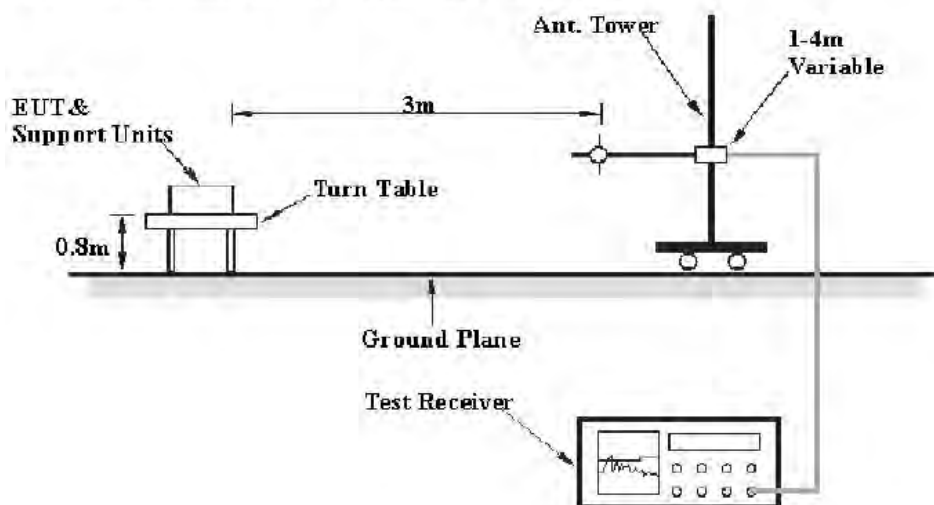 Ant. Tower
1-4m
Variable
EUT &
Support Units
3m
Turn Table
0.8m
Ground Plane
Test Receiver